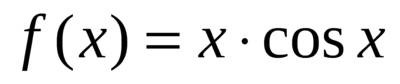 f(x) = x · cos x